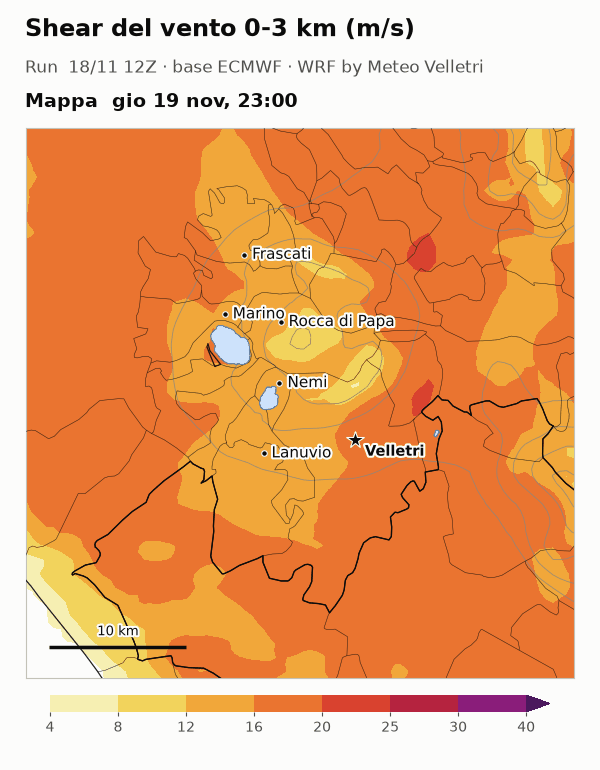 Shear del vento 0-3 km (m/s)
Run  18/11 12Z · base ECMWF · WRF by Meteo Velletri
Mappa  gio 19 nov, 23:00
Frascati
Marino
Rocca di Papa
Nemi
Velletri
Lanuvio
10 km
4 8 12 16 20 25 30 40